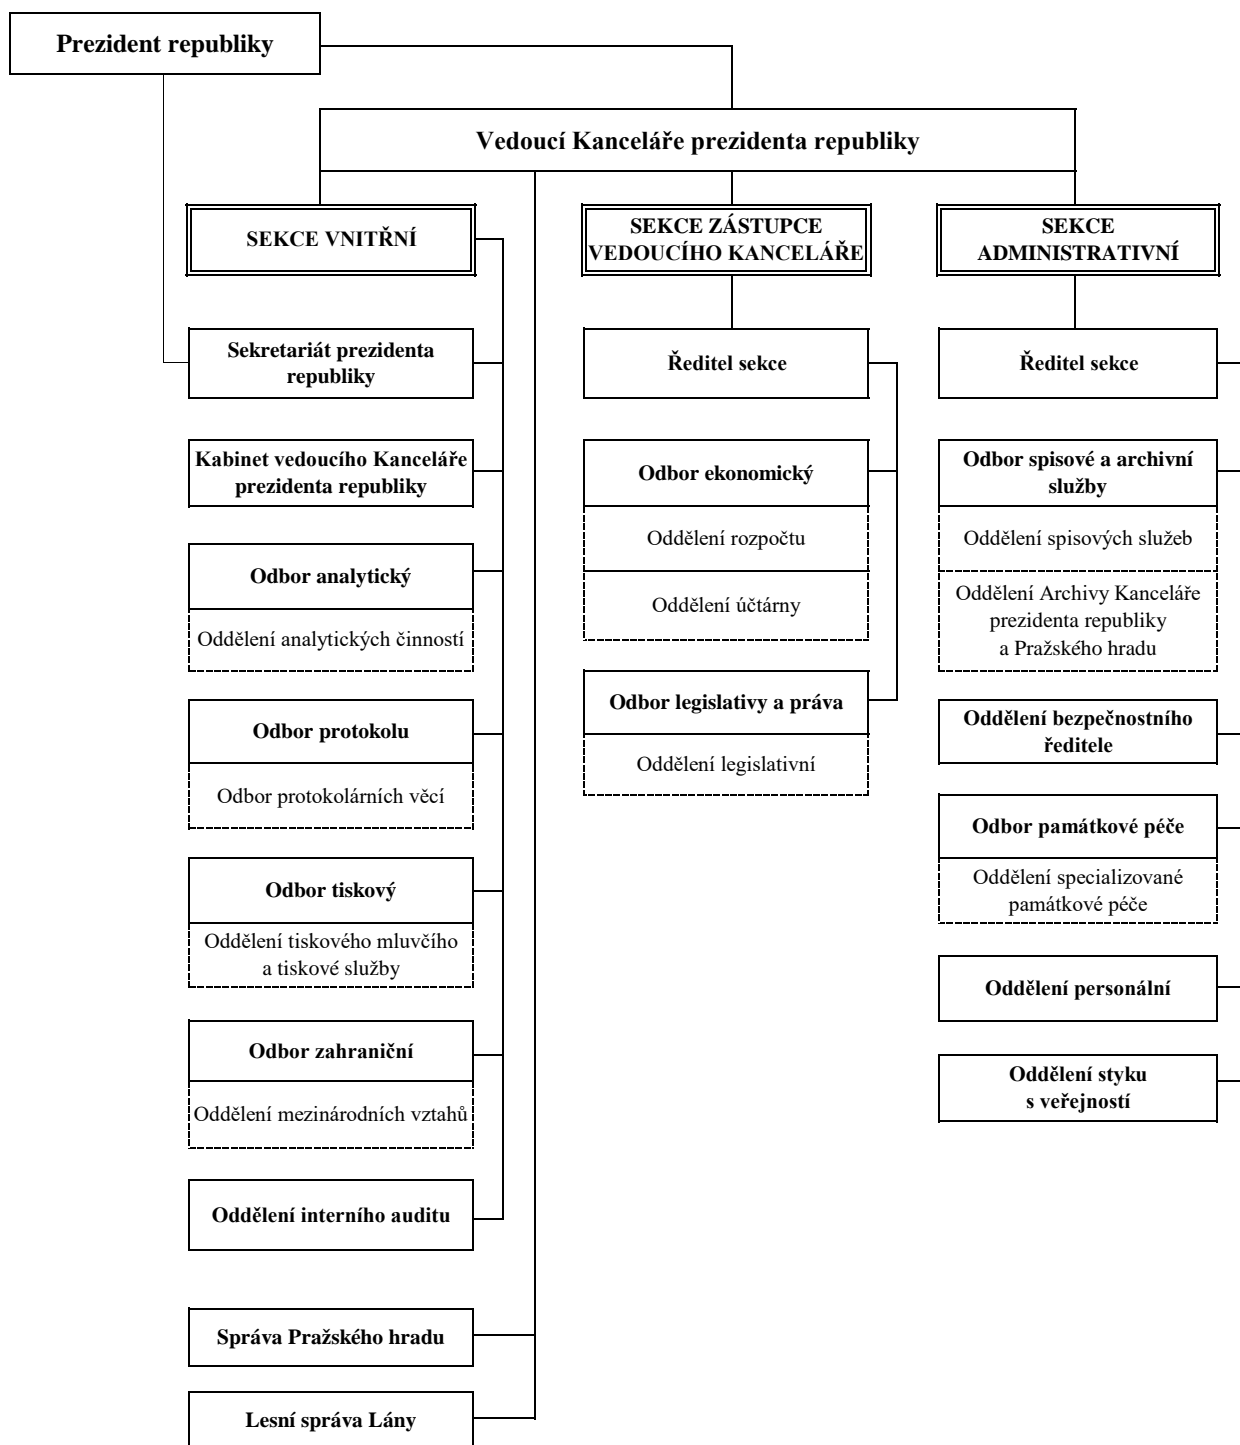 Prezident republiky
Vedoucí Kanceláře prezidenta republiky
SEKCE VNITŘNÍ
Sekretariát prezidenta
republiky
Kabinet vedoucího Kanceláře
prezidenta republiky
Odbor analytický
Oddělení analytických činností
Odbor protokolu
Odbor protokolárních věcí
Odbor tiskový
Oddělení tiskového mluvčího
a tiskové služby
Odbor zahraniční
Oddělení mezinárodních vztahů
Oddělení interního auditu
Správa Pražského hradu
Lesní správa Lány
SEKCE ZÁSTUPCE
VEDOUCÍHO KANCELÁŘE
Ředitel sekce
Odbor ekonomický
Oddělení rozpočtu
Oddělení účtárny
Odbor legislativy a práva
Oddělení legislativní
SEKCE
ADMINISTRATIVNÍ
Ředitel sekce
Odbor spisové a archivní
služby
Oddělení spisových služeb
Oddělení Archivy Kanceláře
prezidenta republiky
a Pražského hradu
Oddělení bezpečnostního
ředitele
Odbor památkové péče
Oddělení specializované
památkové péče
Oddělení personální
Oddělení styku
s veřejností